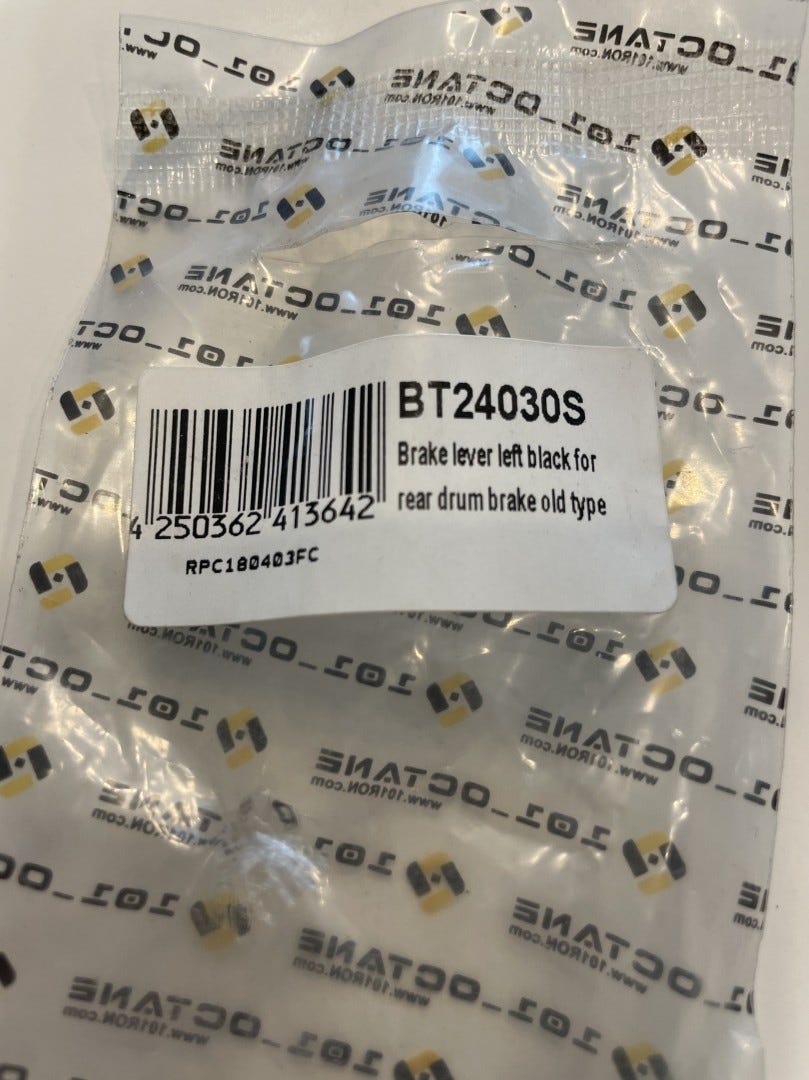 BT24030S
Brake lever left black for
rear drum brake old type
4 250362 413642
RPC180403FC
101_OCTANE
www.101RON.com